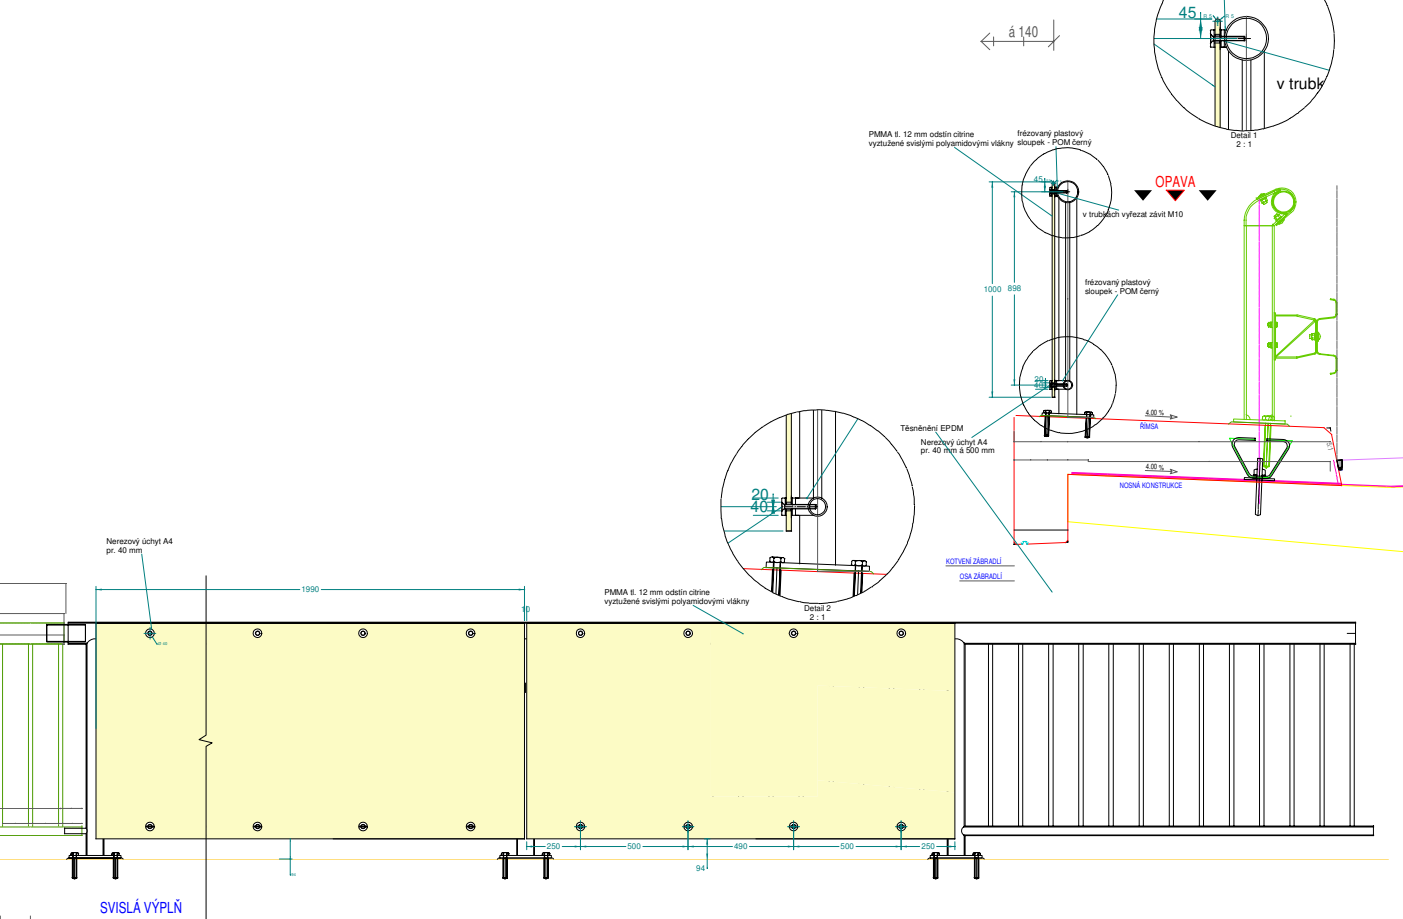 45
R 5
R 5
á 140
v trubk
Detail 1
2 : 1
PMMA tl. 12 mm odstín citrine
vyztužené svislými polyamidovými vlákny
frézovaný plastový
sloupek - POM černý
OPAVA
45
v trubkách vyřezat závit M10
1000
898
frézovaný plastový
sloupek - POM černý
20
40
4.00 %
ŘÍMSA
Těsnění EPDM
Nerezový úchyt A4
pr. 40 mm á 500 mm
4.00 %
NOSNÁ KONSTRUKCE
20
40
KOTVENÍ ZÁBRADLÍ
OSA ZÁBRADLÍ
Nerezový úchyt A4
pr. 40 mm
1990
10
PMMA tl. 12 mm odstín citrine
vyztužené svislými polyamidovými vlákny
Detail 2
2 : 1
250
500
490
500
250
94
SVISLÁ VÝPLŇ